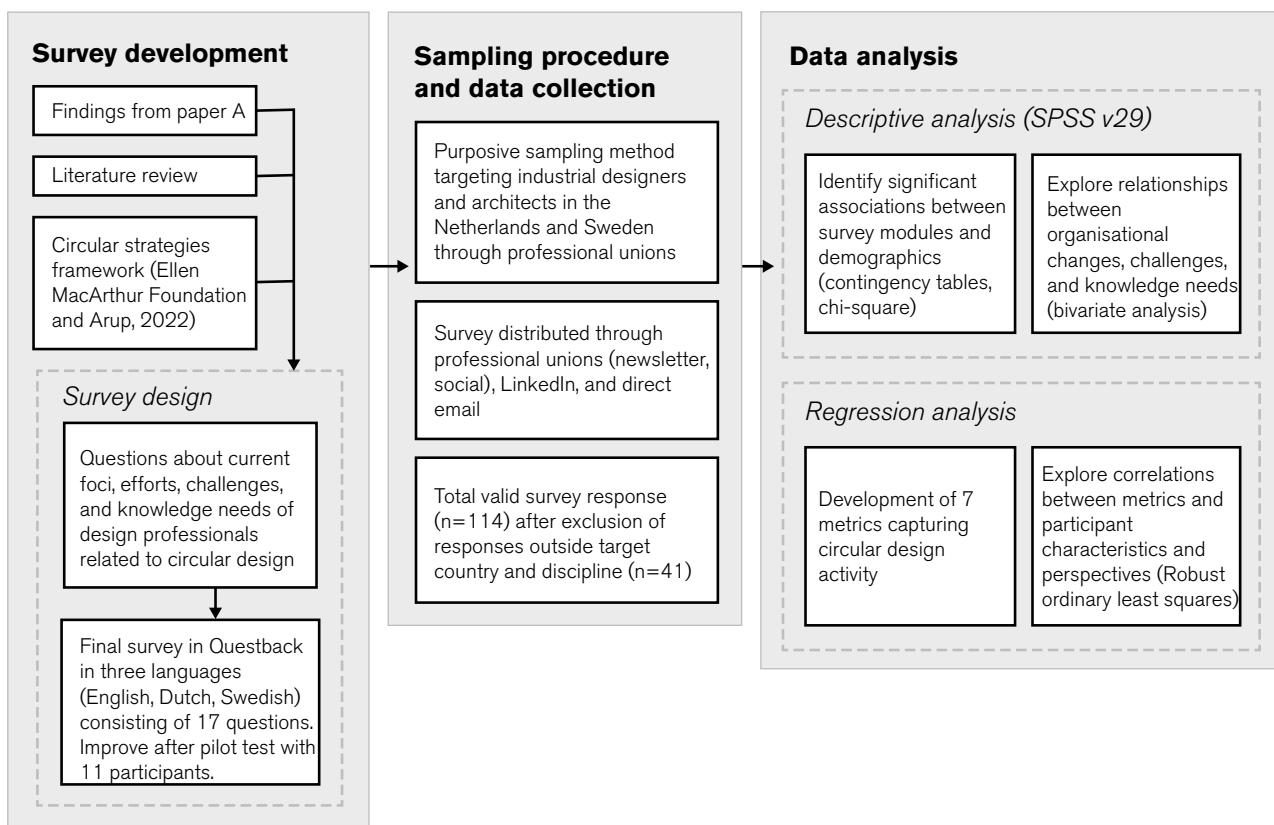 Survey development
Findings from paper A
Literature review
Circular strategies
framework (Ellen
MacArthur Foundation
and Arup, 2022)
Survey design
Questions about current
foci, efforts, challenges,
and knowledge needs of
design professionals
related to circular design
Final survey in Questback
in three languages
(English, Dutch, Swedish)
consisting of 17 questions.
Improve after pilot test with
11 participants.
Sampling procedure
and data collection
Purposive sampling method
targeting industrial designers
and architects in the
Netherlands and Sweden
through professional unions
Survey distributed through
professional unions (newsletter,
social), LinkedIn, and direct
email
Total valid survey response
(n=114) after exclusion of
responses outside target
country and discipline (n=41)
Data analysis
Descriptive analysis (SPSS v29)
Identify significant
associations between
survey modules and
demographics
(contingency tables,
chi-square)
Explore relationships
between
organisational
changes, challenges,
and knowledge needs
(bivariate analysis)
Regression analysis
Development of 7
metrics capturing
circular design
activity
Explore correlations
between metrics and
participant
characteristics and
perspectives (Robust
ordinary least squares)